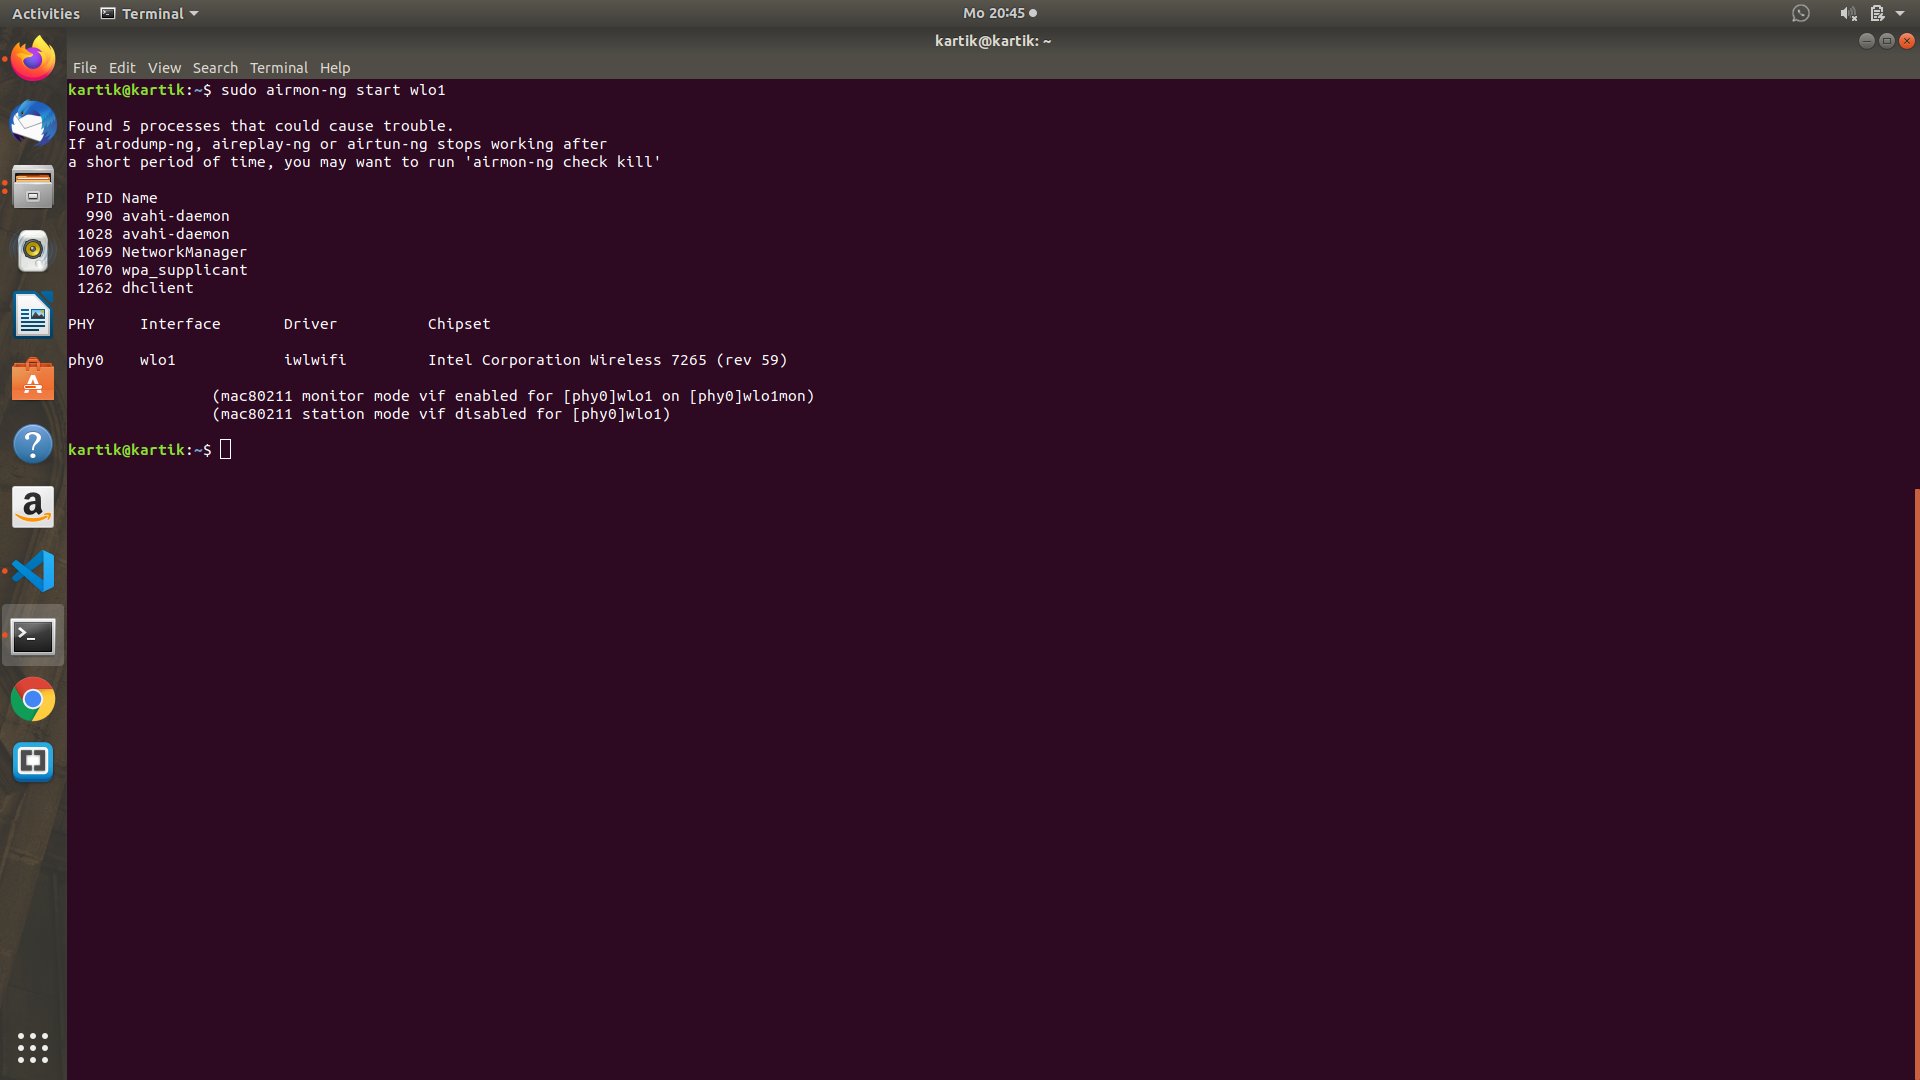 Activities Terminal Mo 20:45
kartik@kartik: ~
File Edit View Search Terminal Help
kartik@kartik:~$ sudo airmon-ng start wlo1
Found 5 processes that could cause trouble.
If airodump-ng, aireplay-ng or airtun-ng stops working after
a short period of time, you may want to run 'airmon-ng check kill'
PID Name
990 avahi-daemon
1028 avahi-daemon
1069 NetworkManager
1070 wpa_supplicant
1262 dhclient
PHY Interface Driver Chipset
phy0 wlo1 iwlwifi Intel Corporation Wireless 7265 (rev 59)
(mac80211 monitor mode vif enabled for [phy0]wlo1 on [phy0]wlo1mon)
(mac80211 station mode vif disabled for [phy0]wlo1)
kartik@kartik:~$